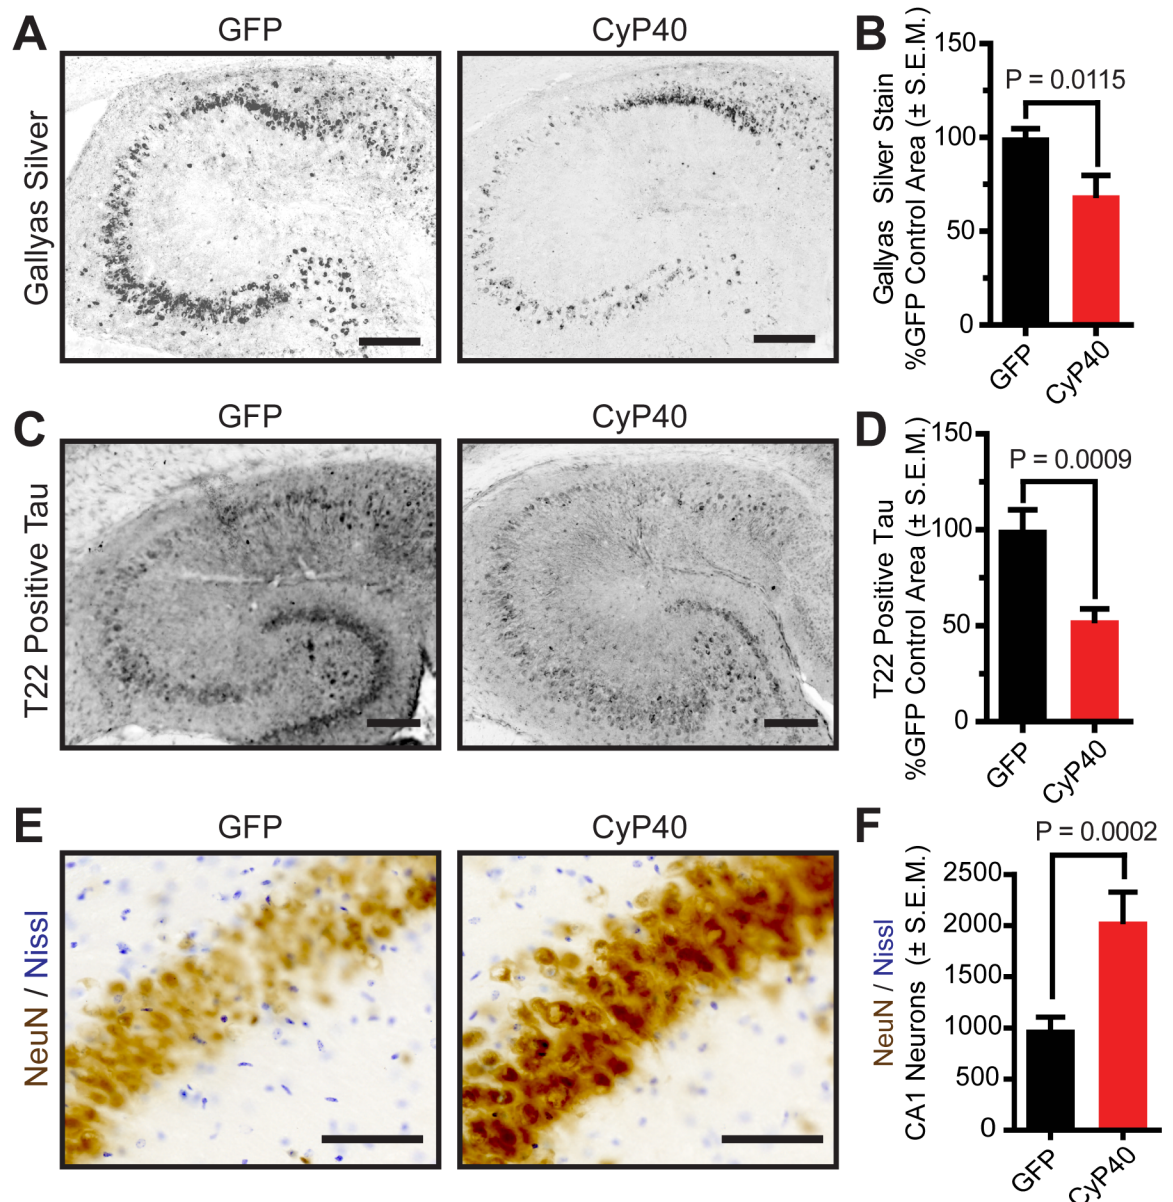 A
GFP
CyP40
Gallyas Silver
B
Gallyas Silver Stain
%GFP Control Area (± S.E.M.)
150
100
50
0
P = 0.0115
GFP
CyP40
C
GFP
CyP40
T22 Positive Tau
D
T22 Positive Tau
%GFP Control Area (± S.E.M.)
150
100
50
0
P = 0.0009
GFP
CyP40
E
GFP
CyP40
NeuN / Nissl
F
NeuN / Nissl
CA1 Neurons (± S.E.M.)
P = 0.0002
2500
2000
1500
1000
500
0
GFP
CyP40